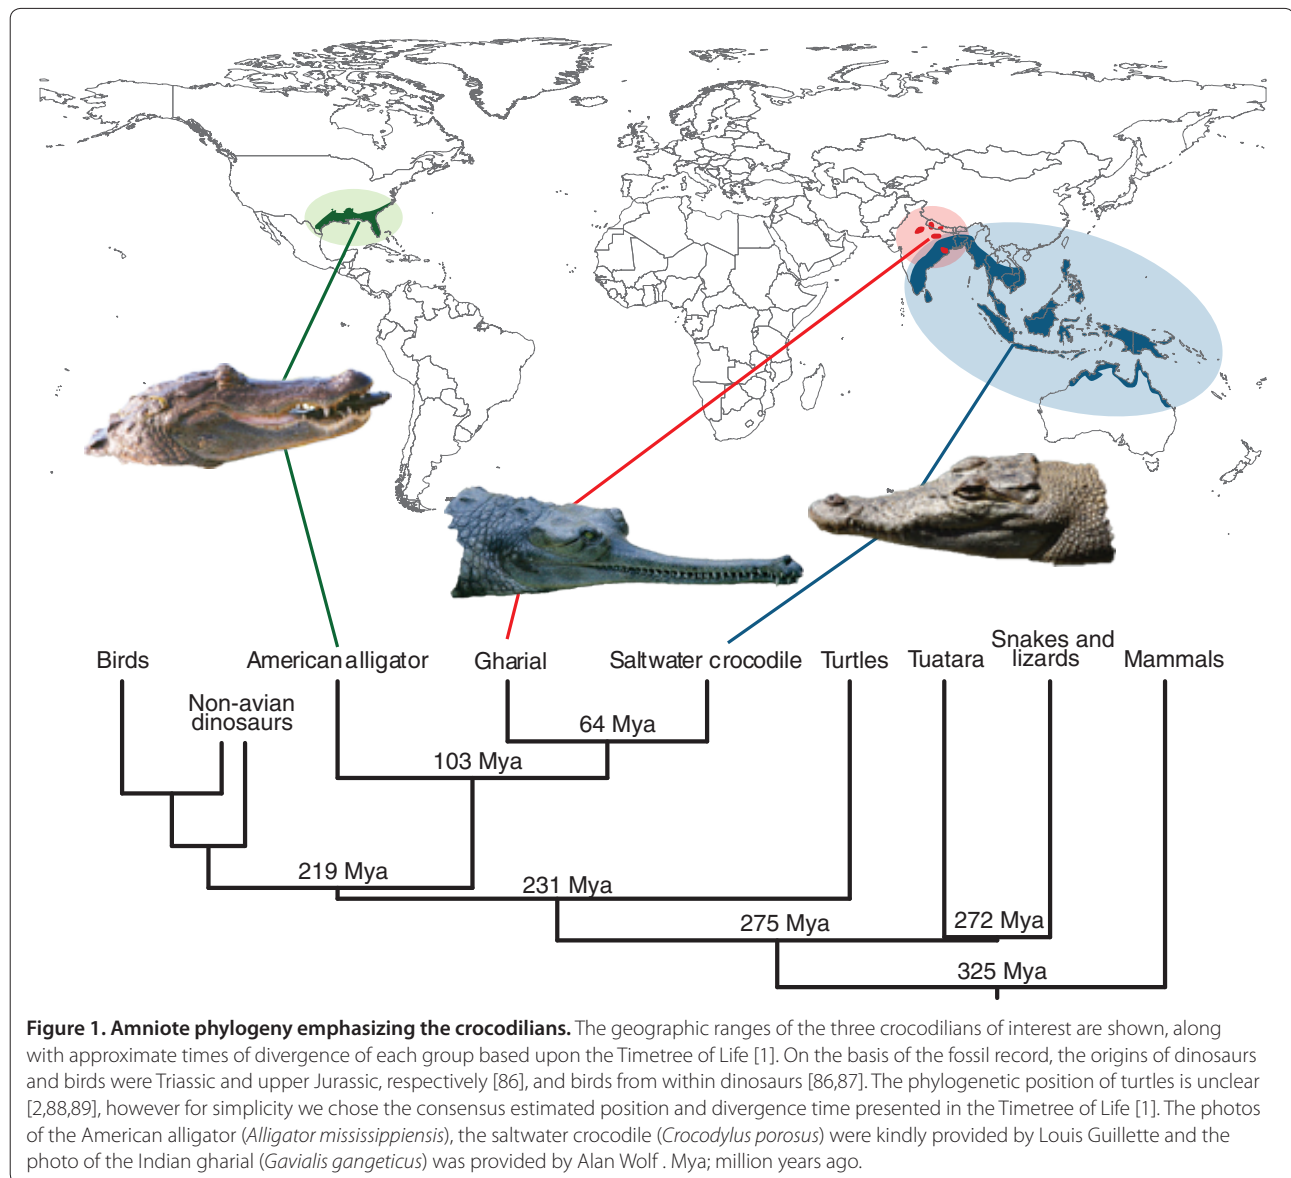 Birds
American alligator
Gharial
Saltwater crocodile
Turtles
Tuatara
Snakes and
lizards
Mammals
Non-avian
dinosaurs
64 Mya
103 Mya
219 Mya
231 Mya
275 Mya
272 Mya
325 Mya
Figure 1. Amniote phylogeny emphasizing the crocodilians. The geographic ranges of the three crocodilians of interest are shown, along
with approximate times of divergence of each group based upon the Timetree of Life [1]. On the basis of the fossil record, the origins of dinosaurs
and birds were Triassic and upper Jurassic, respectively [86], and birds from within dinosaurs [86,87]. The phylogenetic position of turtles is unclear
[2,88,89], however for simplicity we chose the consensus estimated position and divergence time presented in the Timetree of Life [1]. The photos
of the American alligator (Alligator mississippiensis), the saltwater crocodile (Crocodylus porosus) were kindly provided by Louis Guillette and the
photo of the Indian gharial (Gavialis gangeticus) was provided by Alan Wolf . Mya; million years ago.